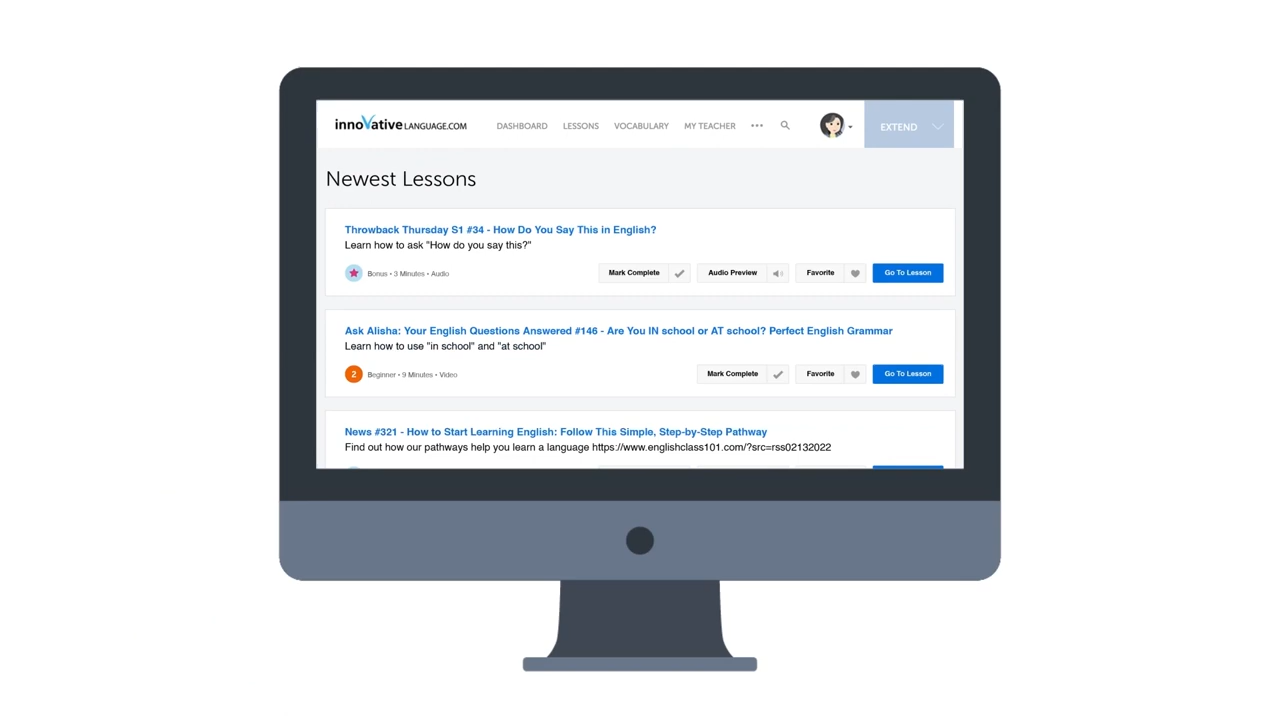 innoVative LANGUAGE.COM DASHBOARD LESSONS VOCABULARY MY TEACHER ••• EXTEND
Newest Lessons
Throwback Thursday S1 #34 - How Do You Say This in English?
Learn how to ask "How do you say this?"
Bonus • 3 Minutes • Audio Mark Complete Audio Preview Favorite Go To Lesson
Ask Alisha: Your English Questions Answered #146 - Are You IN school or AT school? Perfect English Grammar
Learn how to use "in school" and "at school"
2 Beginner • 9 Minutes • Video Mark Complete Favorite Go To Lesson
News #321 - How to Start Learning English: Follow This Simple, Step-by-Step Pathway
Find out how our pathways help you learn a language https://www.englishclass101.com/?src=rss02132022